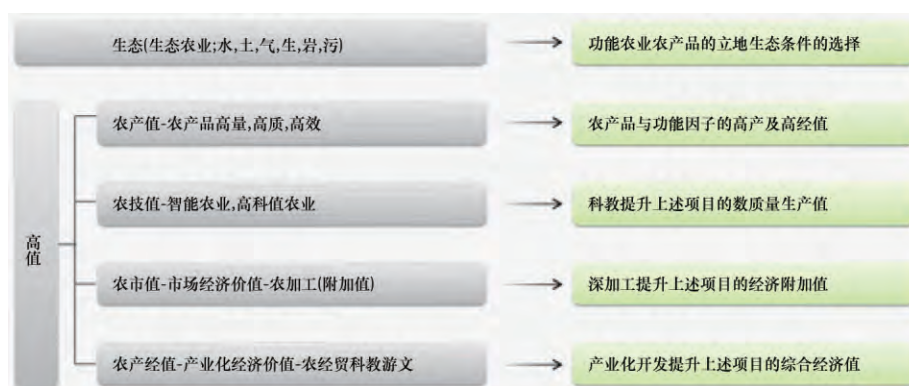 生态(生态农业;水,土,气,生,岩,污)
功能农业农产品的立地生态条件的选择
高值
农产值-农产品高量,高质,高效
农产品与功能因子的高产及高经值
农技值-智能农业,高科值农业
科教提升上述项目的数质量生产值
农市值-市场经济价值-农加工(附加值)
深加工提升上述项目的经济附加值
农产经值-产业化经济价值-农经贸科教游文
产业化开发提升上述项目的综合经济值